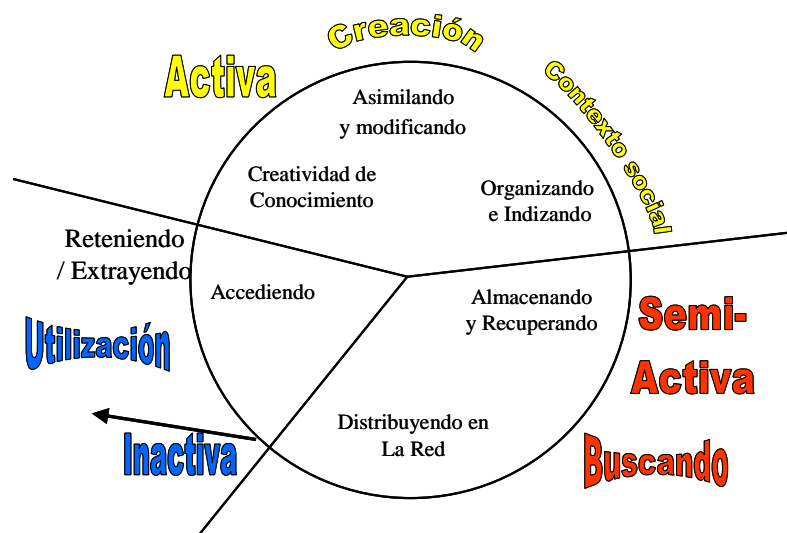 Creación
Activa
Contexto social
Asimilando
y modificando
Creatividad de
Conocimiento
Organizando
e Indizando
Reteniendo
/ Extrayendo
Accediendo
Almacenando
y Recuperando
Semi-
Activa
Utilización
Distribuyendo en
La Red
Inactiva
Buscando